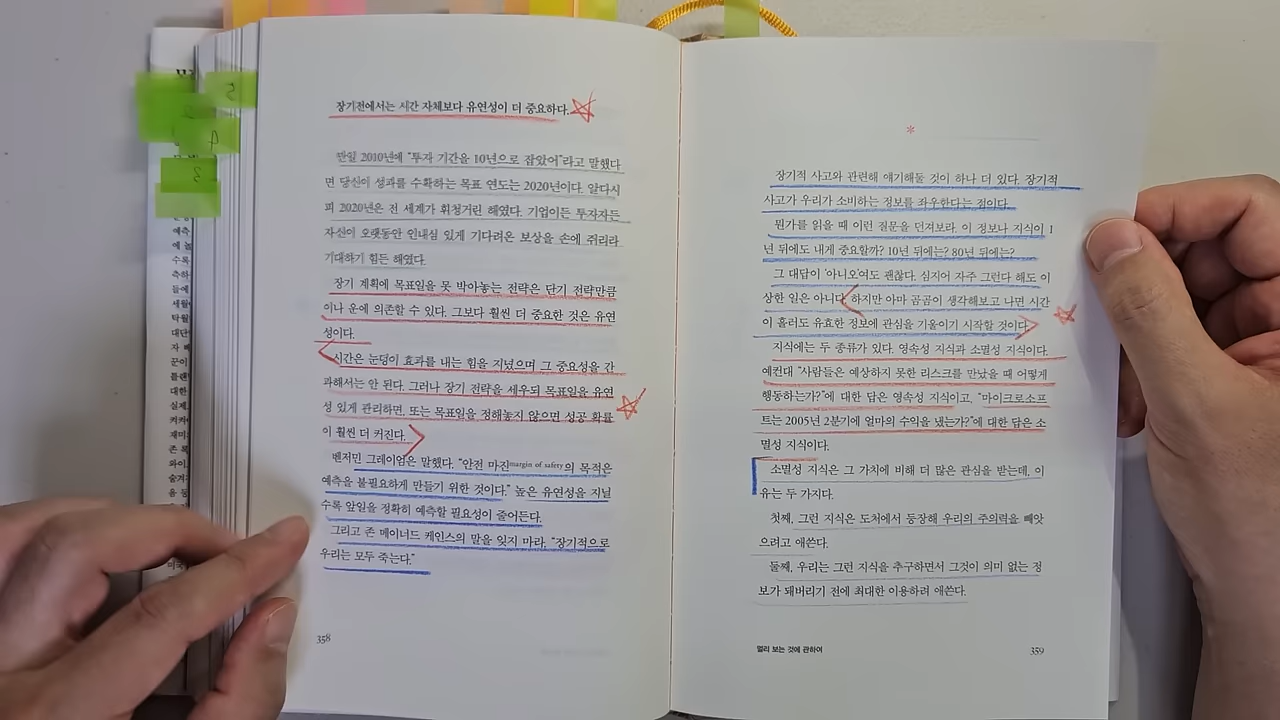 장기전에서는 시간 자체보다 유연성이 더 중요하다.
만일 2010년에 “투자 기간을 10년으로 잡았어”라고 말했다
면 당신이 성과를 수확하는 목표 연도는 2020년이다. 알다시
피 2020년은 전 세계가 휘청거린 해였다. 기업이든 투자자든
자신이 오랫동안 인내심 있게 기다려온 보상을 손에 쥐리라
기대하기 힘든 해였다.
장기 계획에 목표일을 못 박아놓는 전략은 단기 전략만큼
이나 운에 의존할 수 있다. 그보다 훨씬 더 중요한 것은 유연
성이다.
시간은 눈덩이 효과를 내는 힘을 지녔으며 그 중요성을 간
과해서는 안 된다. 그러나 장기 전략을 세우되 목표일을 유연
성 있게 관리하면, 또는 목표일을 정해놓지 않으면 성공 확률
이 훨씬 더 커진다.
벤저민 그레이엄은 말했다. “안전 마진margin of safety의 목적은
예측을 불필요하게 만들기 위한 것이다.” 높은 유연성을 지닐
수록 앞일을 정확히 예측할 필요성이 줄어든다.
그리고 존 메이너드 케인스의 말을 잊지 마라. “장기적으로
우리는 모두 죽는다.”
358
*
장기적 사고와 관련해 얘기해둘 것이 하나 더 있다. 장기적
사고가 우리가 소비하는 정보를 좌우한다는 점이다.
뭔가를 읽을 때 이런 질문을 던져보라. 이 정보나 지식이 1
년 뒤에도 내게 중요할까? 10년 뒤에는? 80년 뒤에는?
그 대답이 ‘아니오’여도 괜찮다. 심지어 자주 그런다 해도 이
상한 일은 아니다. 하지만 아마 곰곰이 생각해보고 나면 시간
이 흘러도 유효한 정보에 관심을 기울이기 시작할 것이다.
지식에는 두 종류가 있다. 영속성 지식과 소멸성 지식이다.
예컨대 “사람들은 예상하지 못한 리스크를 만났을 때 어떻게
행동하는가?”에 대한 답은 영속성 지식이고, “마이크로소프
트는 2005년 2분기에 얼마의 수익을 냈는가?”에 대한 답은 소
멸성 지식이다.
소멸성 지식은 그 가치에 비해 더 많은 관심을 받는데, 이
유는 두 가지다.
첫째, 그런 지식은 도처에서 등장해 우리의 주의력을 빼앗
으려고 애쓴다.
둘째, 우리는 그런 지식을 추구하면서 그것이 의미 없는 정
보가 돼버리기 전에 최대한 이용하려 애쓴다.
멀리 보는 것에 관하여
359